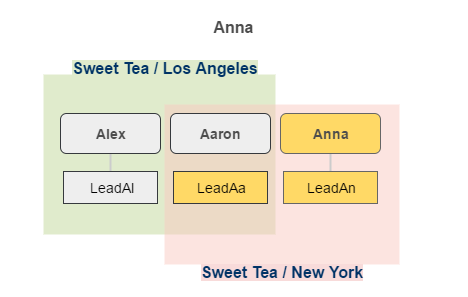 Anna
Sweet Tea / Los Angeles
Alex
Aaron
Anna
LeadAl
LeadAa
LeadAn
Sweet Tea / New York